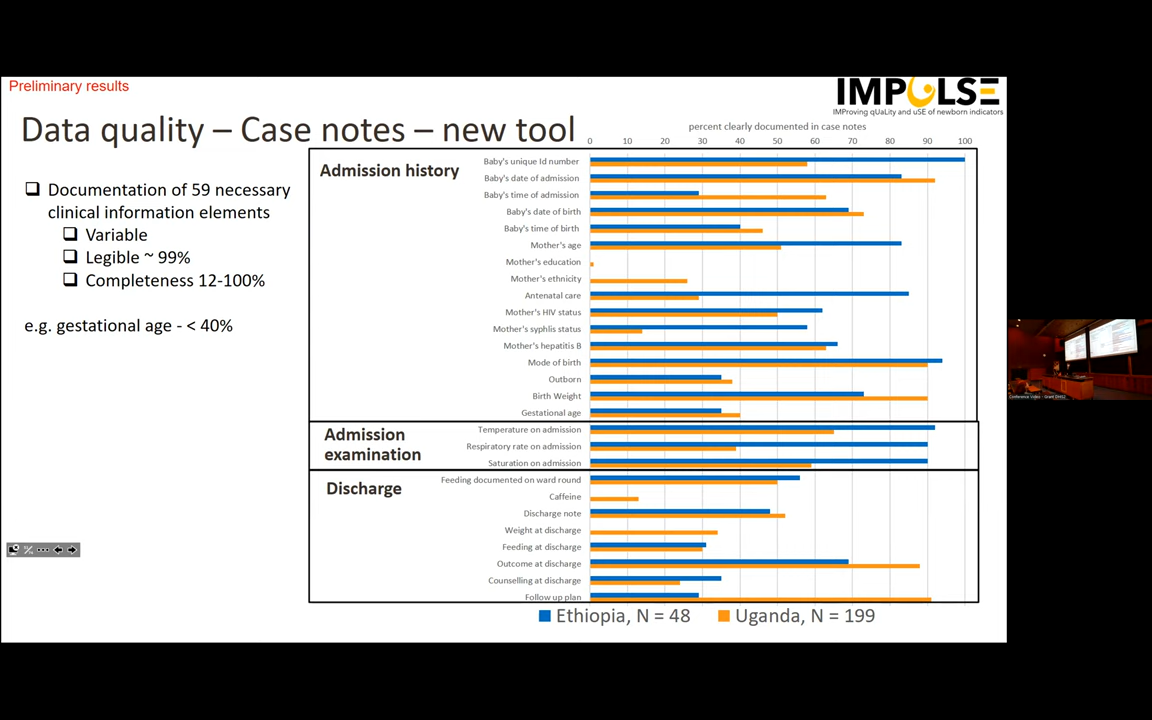 Preliminary results
IMPULSE
IMProving qUaLity and uSE of newborn indicators
Data quality – Case notes – new tool
percent clearly documented in case notes
0 10 20 30 40 50 60 70 80 90 100
❑ Documentation of 59 necessary
clinical information elements
❑ Variable
❑ Legible ~ 99%
❑ Completeness 12-100%
e.g. gestational age - < 40%
Admission history
Baby's unique Id number
Baby's date of admission
Baby's time of admission
Baby's date of birth
Baby's time of birth
Mother's age
Mother's education
Mother's ethnicity
Antenatal care
Mother's HIV status
Mother's syphlis status
Mother's hepatitis B
Mode of birth
Outborn
Birth Weight
Gestational age
Admission
examination
Temperature on admission
Respiratory rate on admission
Saturation on admission
Discharge
Feeding documented on ward round
Caffeine
Discharge note
Weight at discharge
Feeding at discharge
Outcome at discharge
Counselling at discharge
Follow up plan
Ethiopia, N = 48
Uganda, N = 199